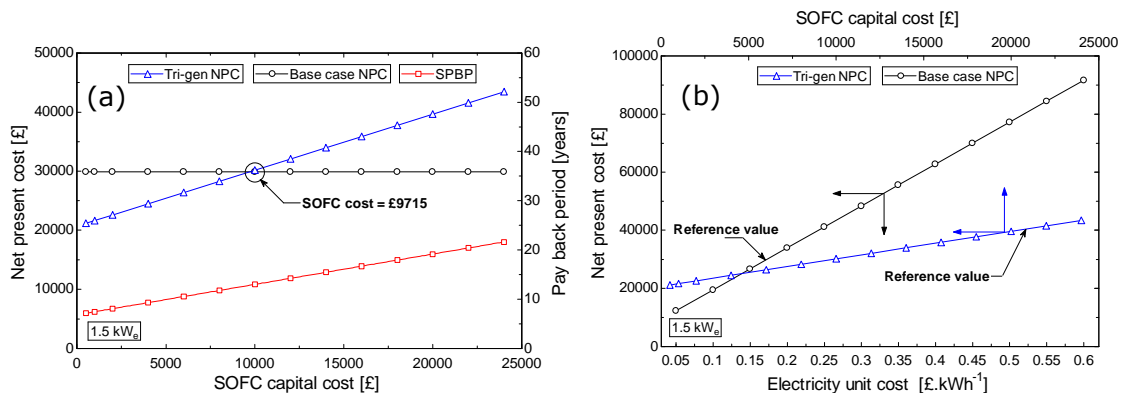 SOFC capital cost [£]
0 5000 10000 15000 20000 25000
50000 40000 30000 20000 10000 0
60 50 40 30 20 10 0
Tri-gen NPC Base case NPC SPBP
(a)
Net present cost [£]
Pay back period [years]
SOFC cost = £9715
1.5 kWe
0 5000 10000 15000 20000 25000
SOFC capital cost [£]
100000 80000 60000 40000 20000 0
Tri-gen NPC Base case NPC
(b)
Net present cost [£]
Reference value
Reference value
1.5 kWe
0.05 0.1 0.15 0.2 0.25 0.3 0.35 0.4 0.45 0.5 0.55 0.6
Electricity unit cost [£.kWh-1]